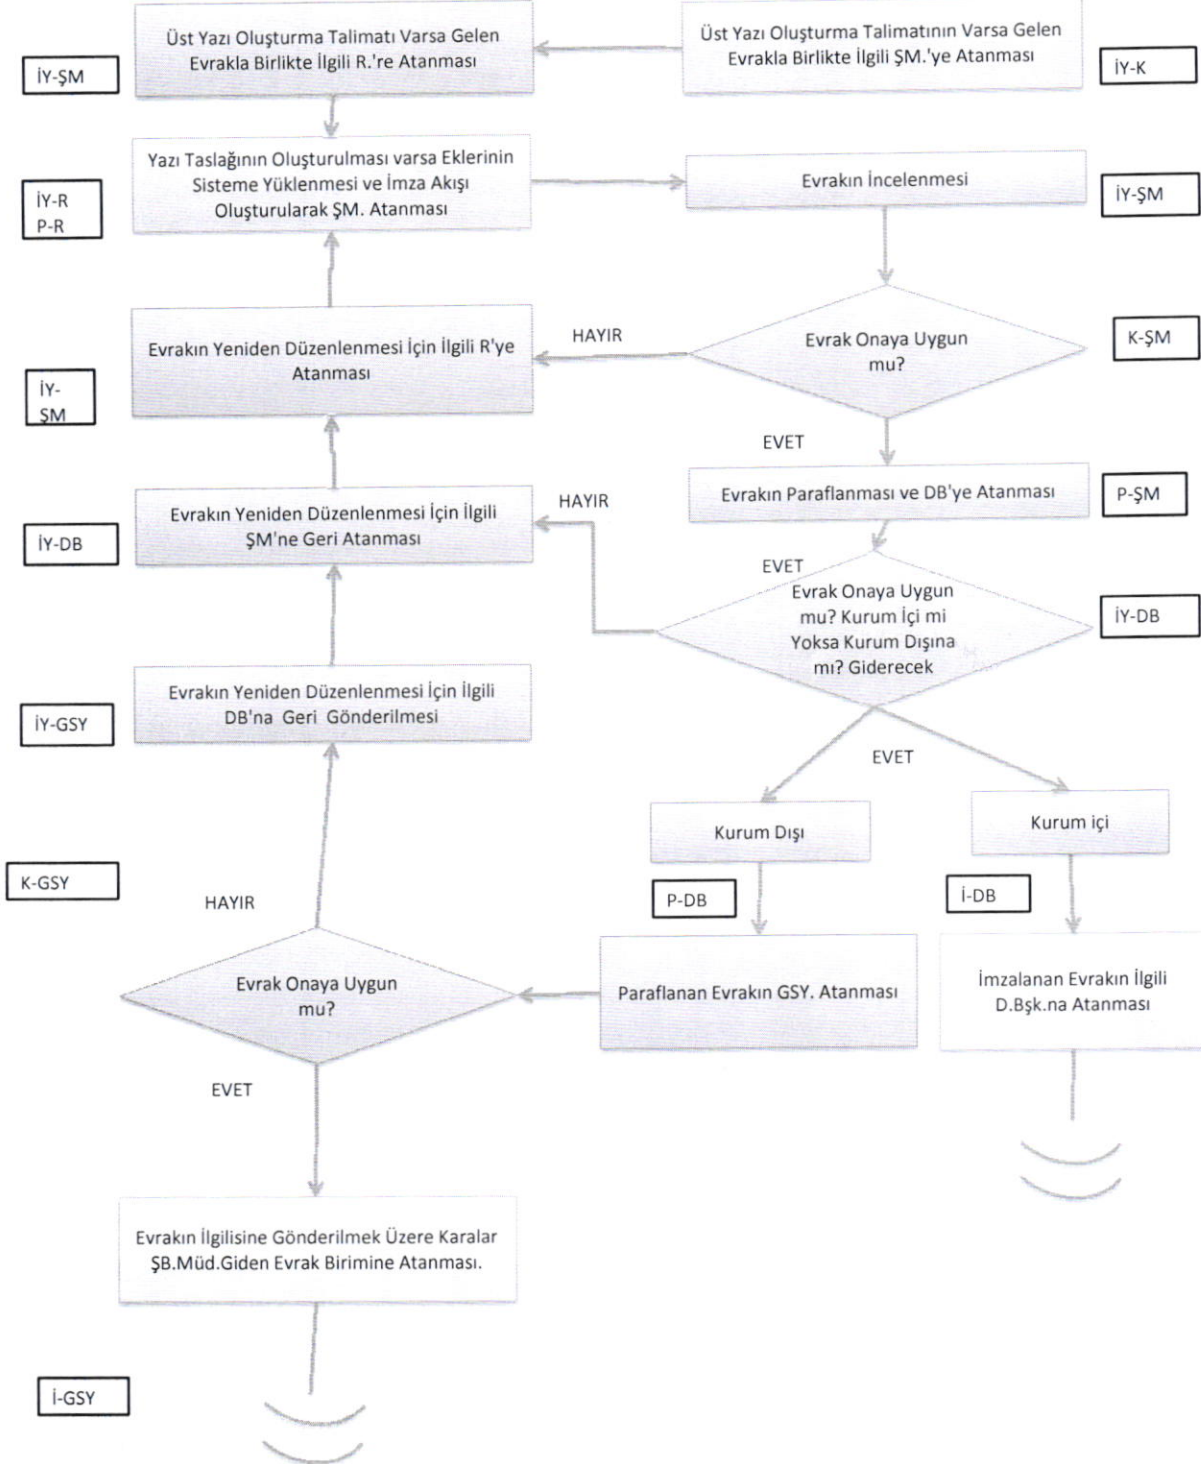 Üst Yazı Oluşturma Talimatı Varsa Gelen
Evrakla Birlikte İlgili R.'re Atanması
Üst Yazı Oluşturma Talimatının Varsa Gelen
Evrakla Birlikte İlgili ŞM.'ye Atanması
İY-ŞM
İY-K
Yazı Taslağının Oluşturulması varsa Eklerinin
Sisteme Yüklenmesi ve İmza Akışı
Oluşturularak ŞM. Atanması
Evrakın İncelenmesi
İY-R
P-R
İY-ŞM
Evrakın Yeniden Düzenlenmesi İçin İlgili R'ye
Atanması
HAYIR
Evrak Onaya Uygun
mu?
K-ŞM
İY-
ŞM
EVET
Evrakın Paraflanması ve DB'ye Atanması
P-ŞM
Evrakın Yeniden Düzenlenmesi İçin İlgili
ŞM'ne Geri Atanması
HAYIR
İY-DB
EVET
Evrak Onaya Uygun
mu? Kurum İçi mi
Yoksa Kurum Dışına
mı? Giderecek
İY-DB
Evrakın Yeniden Düzenlenmesi İçin İlgili
DB'na Geri Gönderilmesi
İY-GSY
EVET
Kurum Dışı
Kurum içi
K-GSY
HAYIR
P-DB
İ-DB
Evrak Onaya Uygun
mu?
Paraflanan Evrakın GSY. Atanması
İmzalanan Evrakın İlgili
D.Bşk.na Atanması
EVET
Evrakın İlgilisine Gönderilmek Üzere Karalar
ŞB.Müd.Giden Evrak Birimine Atanması.
İ-GSY